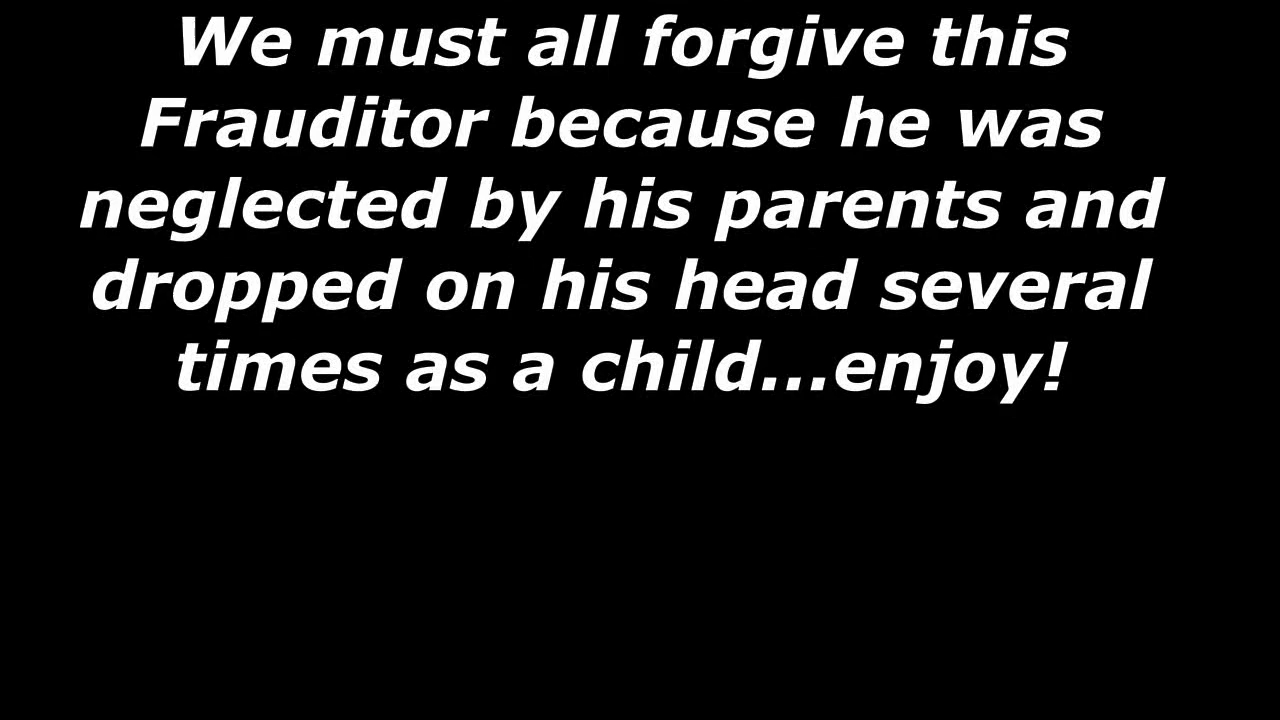 We must all forgive this
Frauditor because he was
neglected by his parents and
dropped on his head several
times as a child...enjoy!